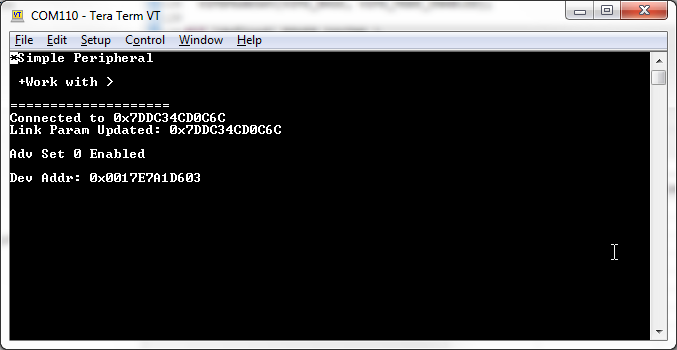 COM110 - Tera Term VT
File Edit Setup Control Window Help
*Simple Peripheral
+Work with >
=====================
Connected to 0x7DDC34CD0C6C
Link Param Updated: 0x7DDC34CD0C6C
Adv Set 0 Enabled
Dev Addr: 0x0017E7A1D603